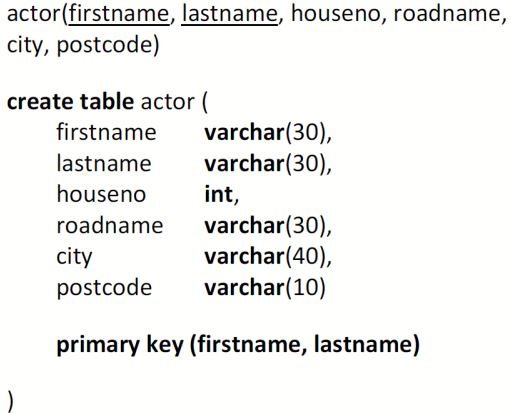 actor(firstname, lastname, houseno, roadname,
city, postcode)
create table actor (
firstname varchar(30),
lastname varchar(30),
houseno int,
roadname varchar(30),
city varchar(40),
postcode varchar(10)
primary key (firstname, lastname)
)